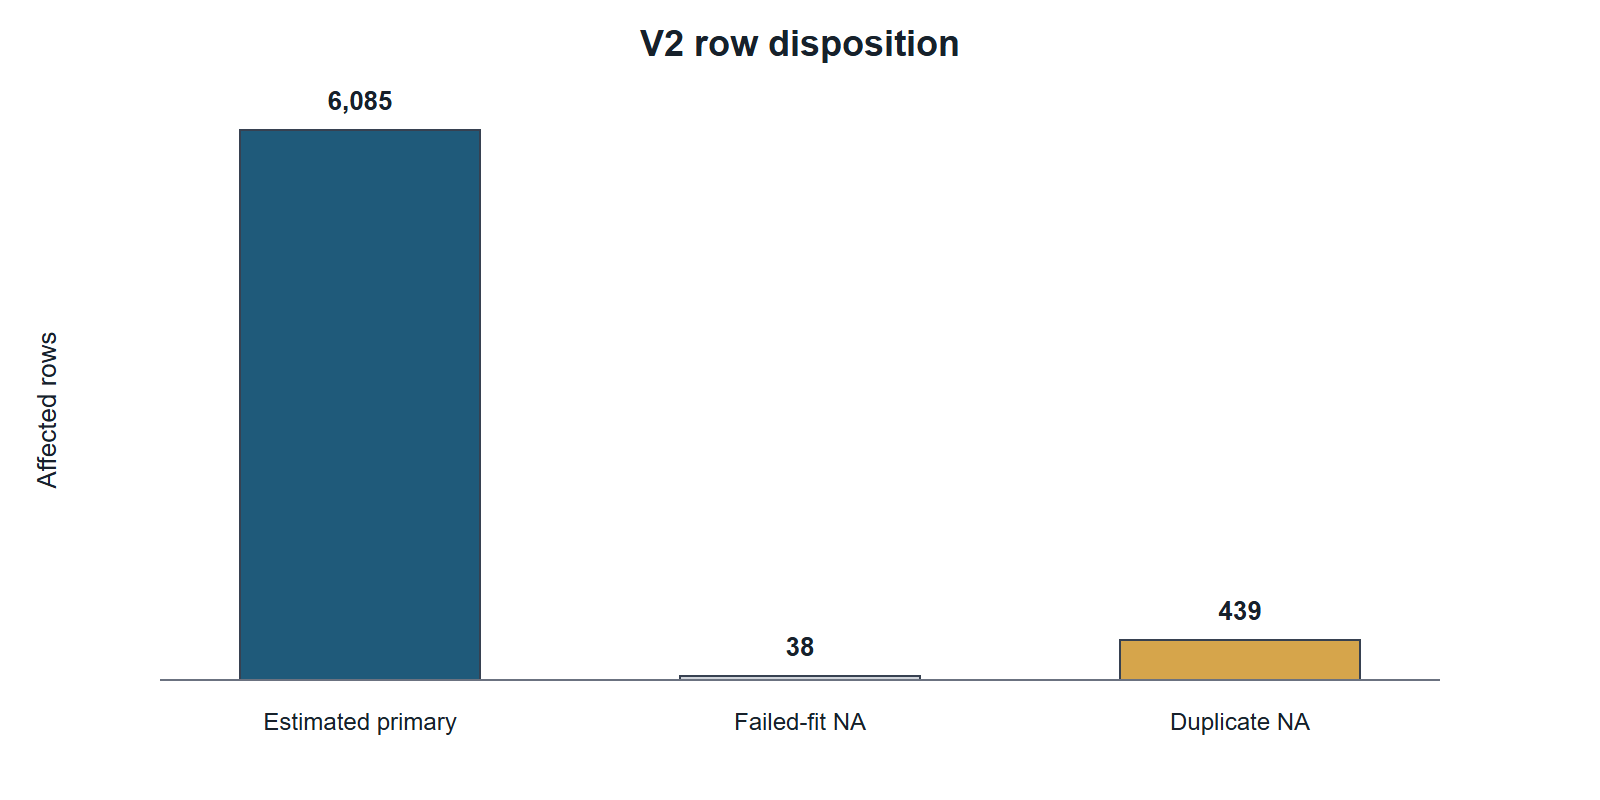 V2 row disposition
6,085
38
439
Affected rows
Estimated primary
Failed-fit NA
Duplicate NA